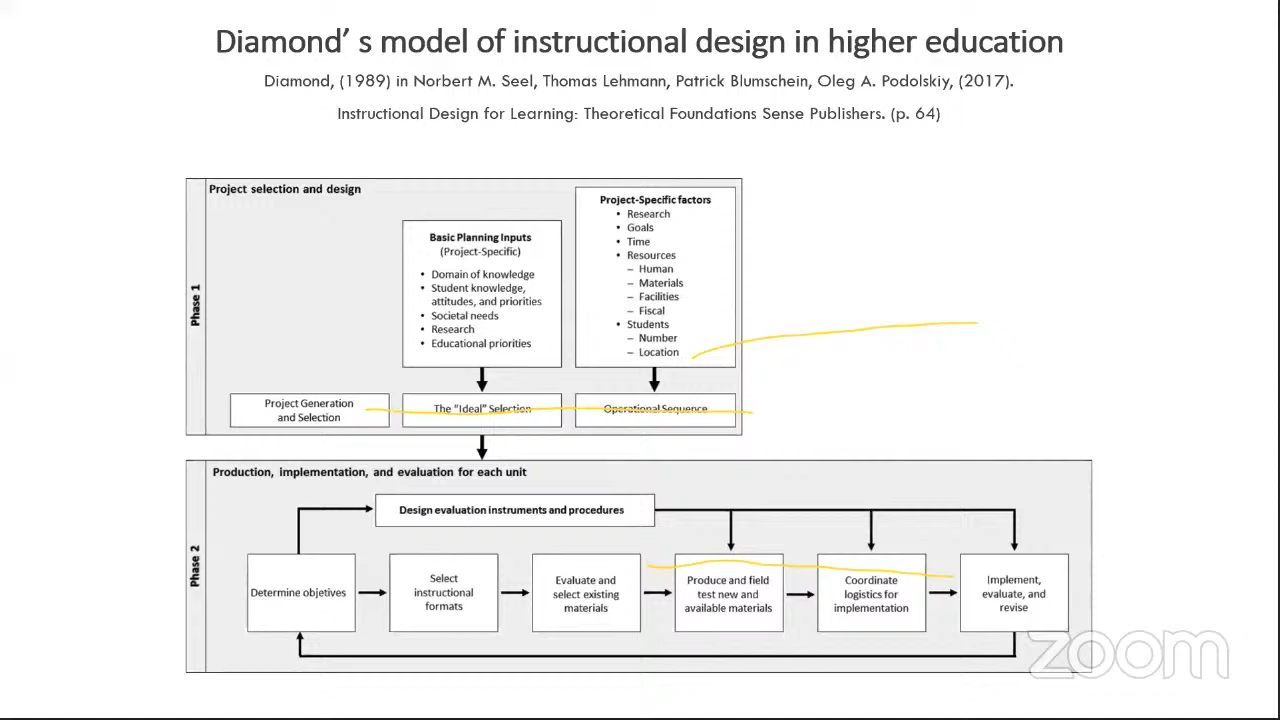 Diamond’ s model of instructional design in higher education
Diamond, (1989) in Norbert M. Seel, Thomas Lehmann, Patrick Blumschein, Oleg A. Podolskiy, (2017).
Instructional Design for Learning: Theoretical Foundations Sense Publishers. (p. 64)
Phase 1
Project selection and design
Basic Planning Inputs
(Project-Specific)
• Domain of knowledge
• Student knowledge,
attitudes, and priorities
• Societal needs
• Research
• Educational priorities
Project-Specific factors
• Research
• Goals
• Time
• Resources
– Human
– Materials
– Facilities
– Fiscal
• Students
– Number
– Location
Project Generation
and Selection
The “Ideal” Selection
Operational Sequence
Phase 2
Production, implementation, and evaluation for each unit
Design evaluation instruments and procedures
Determine objetives
Select
instructional
formats
Evaluate and
select existing
materials
Produce and field
test new and
available materials
Coordinate
logistics for
implementation
Implement,
evaluate, and
revise
zoom